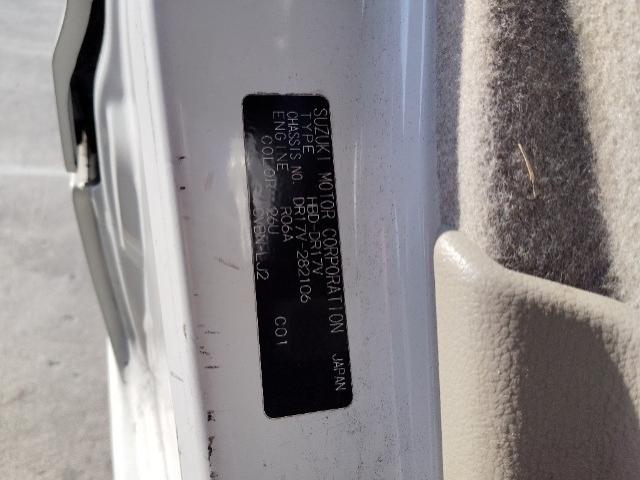 SUZUKI MOTOR CORPORATION JAPAN
TYPE HBD-DR17V
CHASSIS NO. DR17V-282106
ENGINE R06A
COLOR 26U C01